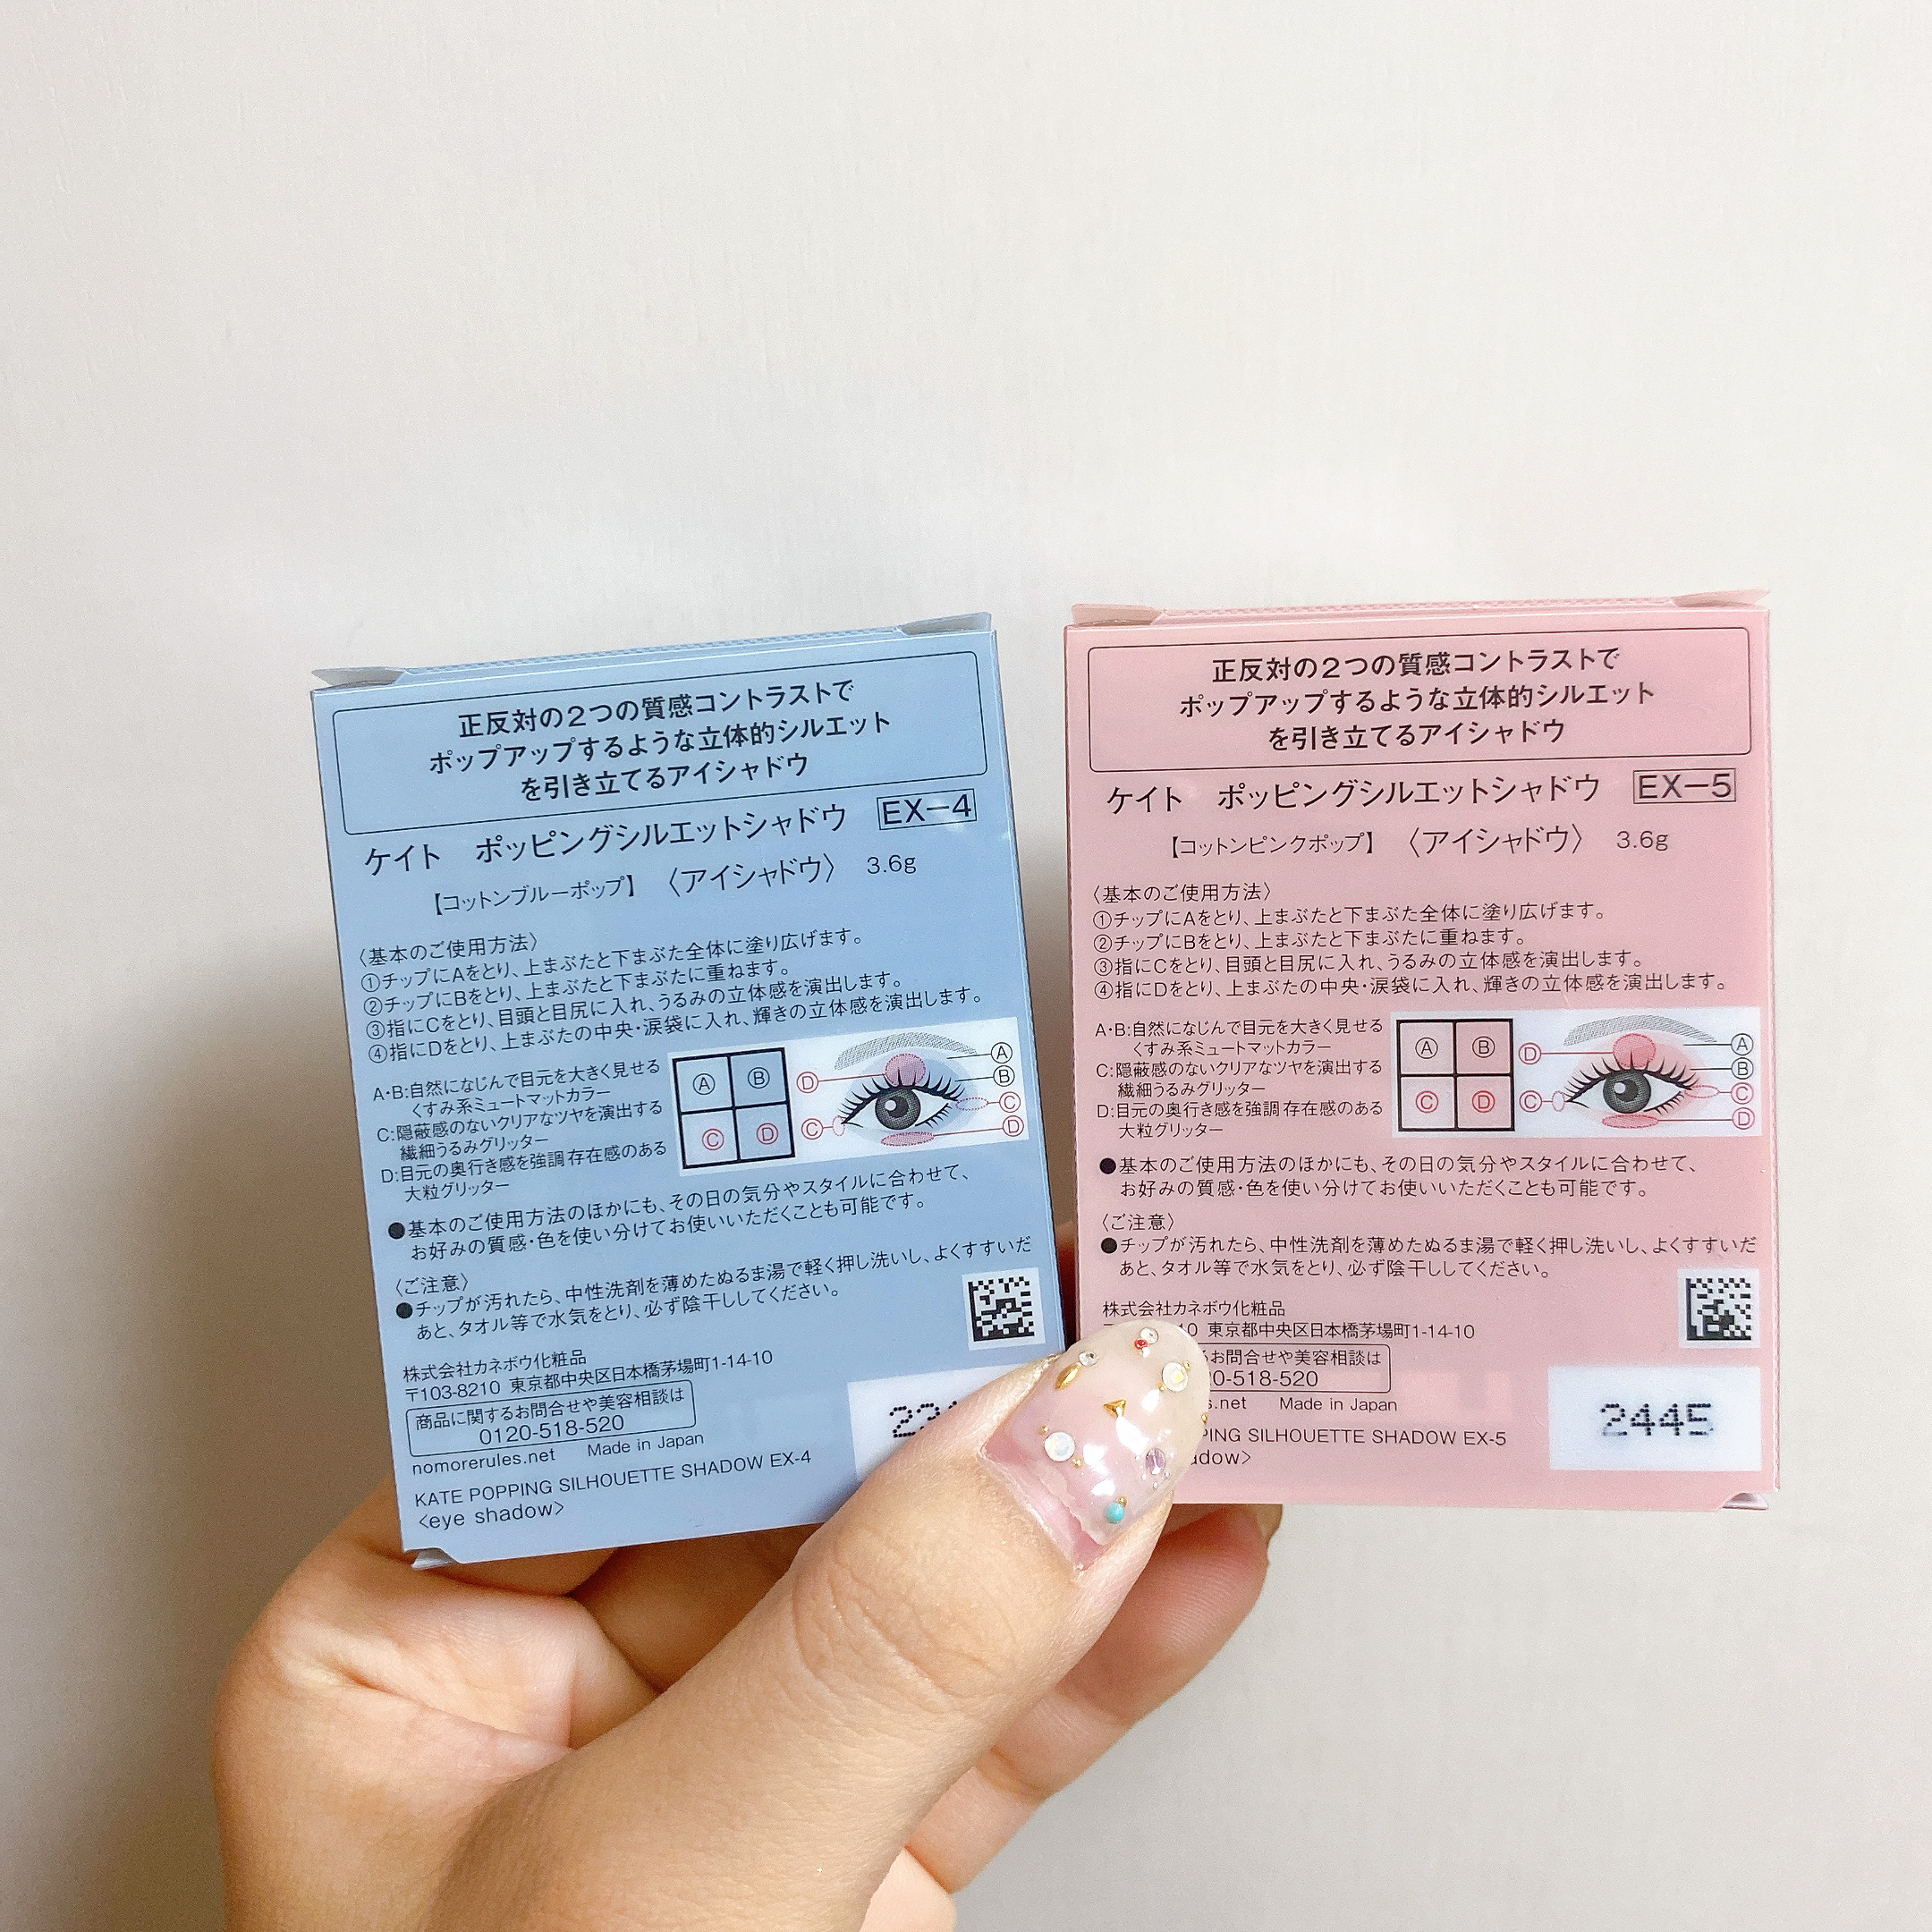 正反対の2つの質感コントラストで
ポップアップするような立体的シルエット
を引き立てるアイシャドウ
ケイト ポッピングシルエットシャドウ EX-4
【コットンブルーポップ】 〈アイシャドウ〉 3.6g
〈基本のご使用方法〉
①チップにAをとり、上まぶたと下まぶた全体に塗り広げます。
②チップにBをとり、上まぶたと下まぶたに重ねます。
③指にCをとり、目頭と目尻に入れ、うるみの立体感を演出します。
④指にDをとり、上まぶたの中央・涙袋に入れ、輝きの立体感を演出します。
A・B:自然になじんで目元を大きく見せる
くすみ系ミュートマットカラー
C:隠蔽感のないクリアなツヤを演出する
繊細うるみグリッター
D:目元の奥行き感を強調 存在感のある
大粒グリッター
Ⓐ Ⓑ
Ⓒ Ⓓ
Ⓓ Ⓐ
Ⓑ
Ⓒ Ⓒ
Ⓓ
●基本のご使用方法のほかにも、その日の気分やスタイルに合わせて、
お好みの質感・色を使い分けてお使いいただくことも可能です。
〈ご注意〉
●チップが汚れたら、中性洗剤を薄めたぬるま湯で軽く押し洗いし、よくすすいだ
あと、タオル等で水気をとり、必ず陰干ししてください。
株式会社カネボウ化粧品
〒103-8210 東京都中央区日本橋茅場町1-14-10
商品に関するお問合せや美容相談は
0120-518-520
nomorerules.net Made in Japan
KATE POPPING SILHOUETTE SHADOW EX-4
<eye shadow>
正反対の2つの質感コントラストで
ポップアップするような立体的シルエット
を引き立てるアイシャドウ
ケイト ポッピングシルエットシャドウ EX-5
【コットンピンクポップ】 〈アイシャドウ〉 3.6g
〈基本のご使用方法〉
①チップにAをとり、上まぶたと下まぶた全体に塗り広げます。
②チップにBをとり、上まぶたと下まぶたに重ねます。
③指にCをとり、目頭と目尻に入れ、うるみの立体感を演出します。
④指にDをとり、上まぶたの中央・涙袋に入れ、輝きの立体感を演出します。
A・B:自然になじんで目元を大きく見せる
くすみ系ミュートマットカラー
C:隠蔽感のないクリアなツヤを演出する
繊細うるみグリッター
D:目元の奥行き感を強調 存在感のある
大粒グリッター
Ⓐ Ⓑ
Ⓒ Ⓓ
Ⓓ Ⓐ
Ⓑ
Ⓒ Ⓒ
Ⓓ
●基本のご使用方法のほかにも、その日の気分やスタイルに合わせて、
お好みの質感・色を使い分けてお使いいただくことも可能です。
〈ご注意〉
●チップが汚れたら、中性洗剤を薄めたぬるま湯で軽く押し洗いし、よくすすいだ
あと、タオル等で水気をとり、必ず陰干ししてください。
株式会社カネボウ化粧品
東京都中央区日本橋茅場町1-14-10
お問合せや美容相談は
-518-520
.net Made in Japan
SILHOUETTE SHADOW EX-5
2445